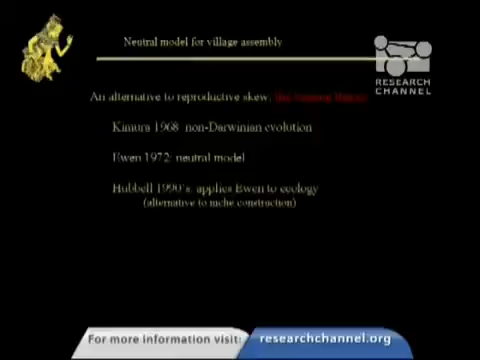 Neutral model for village assembly
RESEARCH
CHANNEL
An alternative to reproductive skew:
Kimura 1968 non-Darwinian evolution
Ewen 1972: neutral model
Hubbell 1990's: applies Ewen to ecology
(alternative to niche construction)
For more information visit:
researchchannel.org